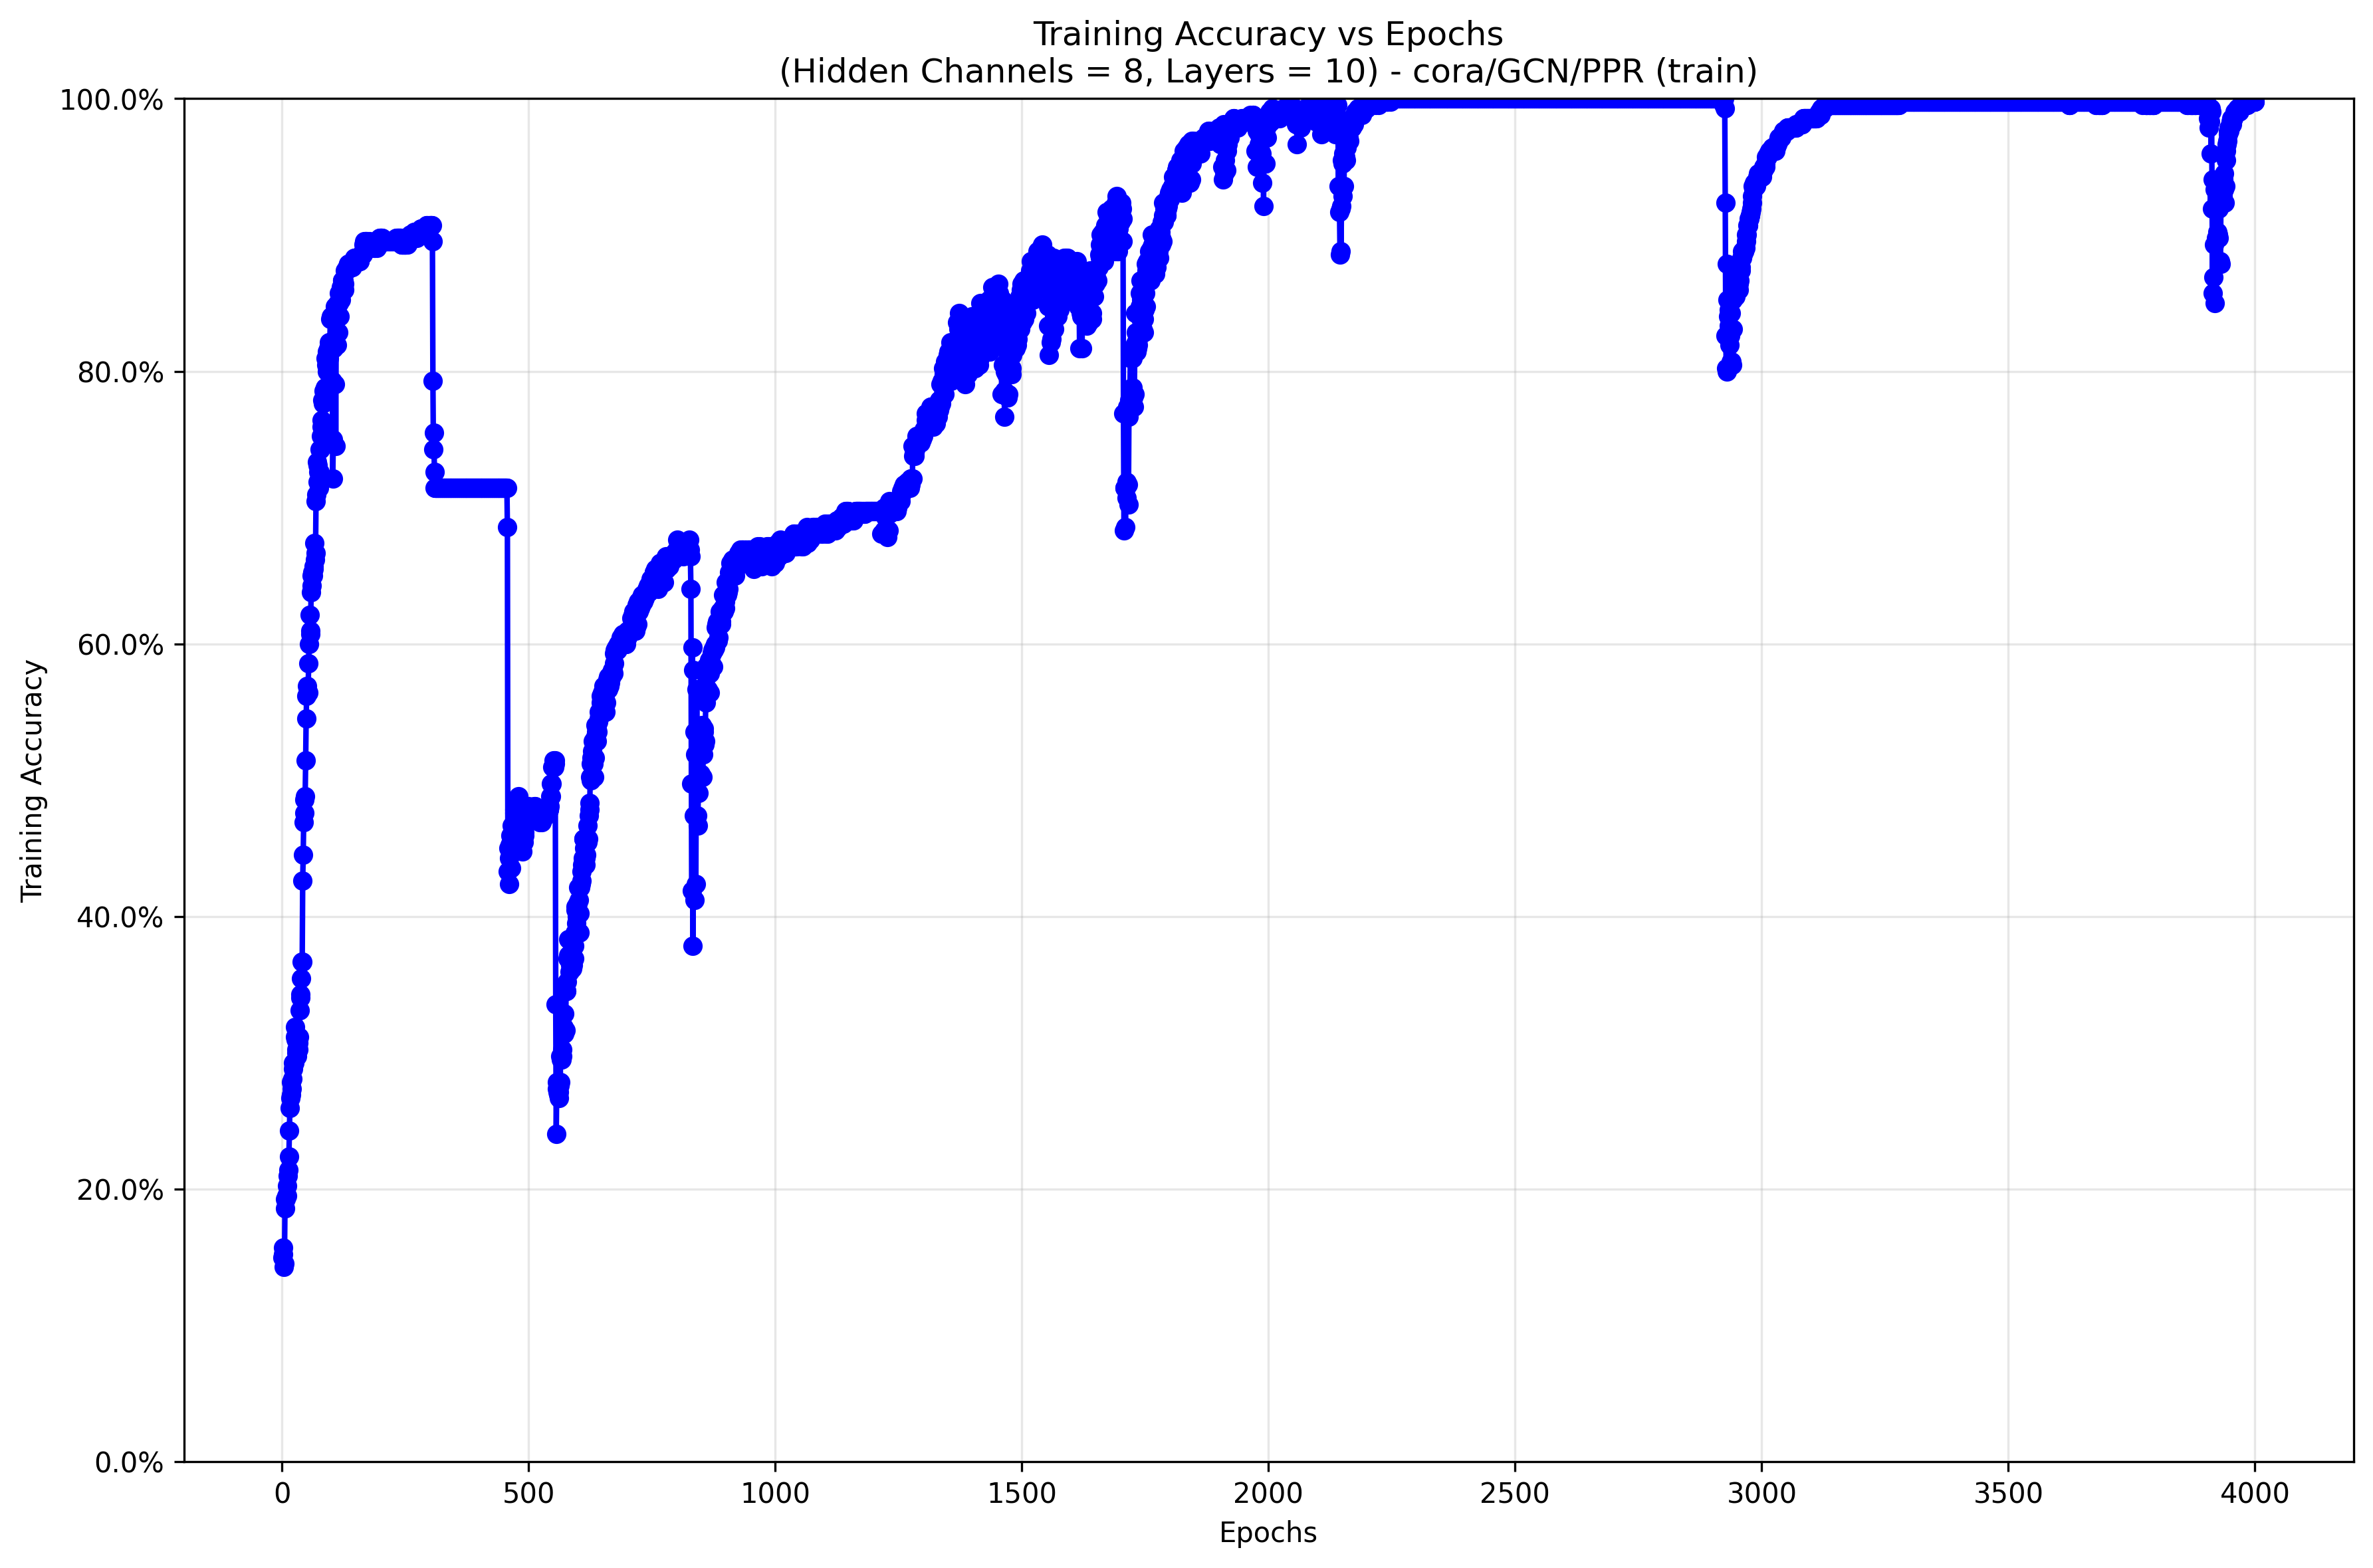 Training Accuracy vs Epochs
(Hidden Channels = 8, Layers = 10) - cora/GCN/PPR (train)
100.0%
80.0%
60.0%
40.0%
20.0%
0.0%
Training Accuracy
0 500 1000 1500 2000 2500 3000 3500 4000
Epochs